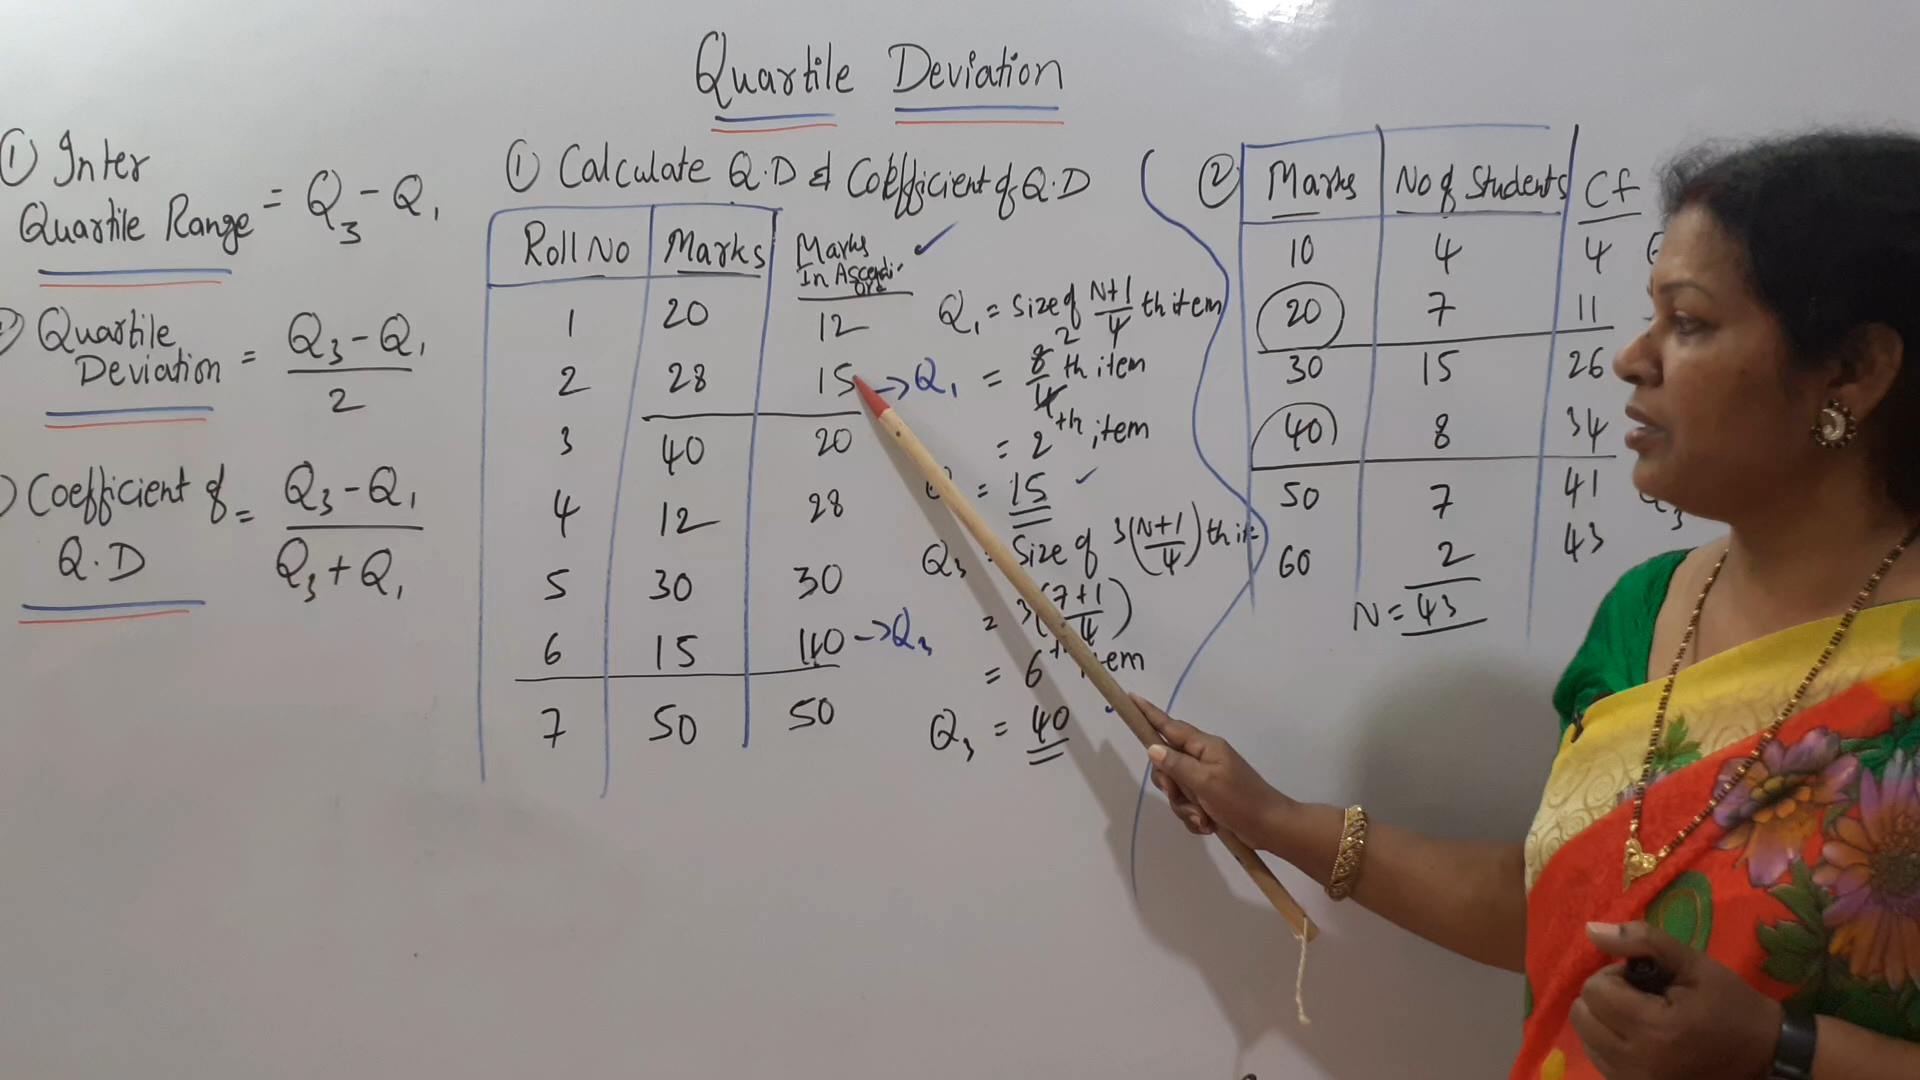 Quartile Deviation
① Inter
Quartile Range = Q₃ - Q₁
Quartile
Deviation = Q₃ - Q₁ / 2
Coefficient of
Q.D = Q₃ - Q₁ / Q₃ + Q₁
① Calculate Q.D & Coefficient of Q.D
Roll No Marks Marks In Ascendi.
1 20 12
2 28 15 → Q₁
3 40 20
4 12 28
5 30 30
6 15 40 → Q₃
7 50 50
Q₁ = Size of N+1/4 th item
= 8/4 th item 2
= 2th item
= 15 ✓
Q₃ = Size of 3(N+1/4) th
= 3(7+1/4)
= 6
Q₃ = 40
② Marks No of Students Cf
10 4 4
20 7 11
30 15 26
40 8 34
50 7 41
60 2 43
N = 43